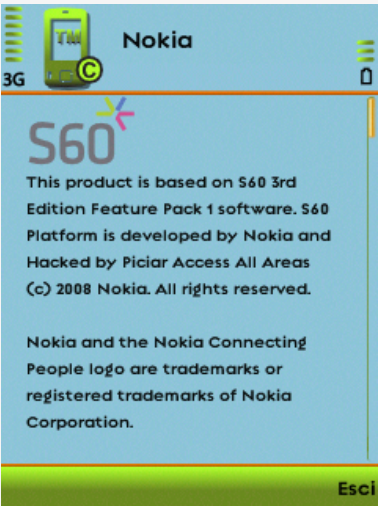 TM
Nokia
3G
©
S60
This product is based on S60 3rd
Edition Feature Pack 1 software. S60
Platform is developed by Nokia and
Hacked by Piciar Access All Areas
(c) 2008 Nokia. All rights reserved.
Nokia and the Nokia Connecting
People logo are trademarks or
registered trademarks of Nokia
Corporation.
Esci